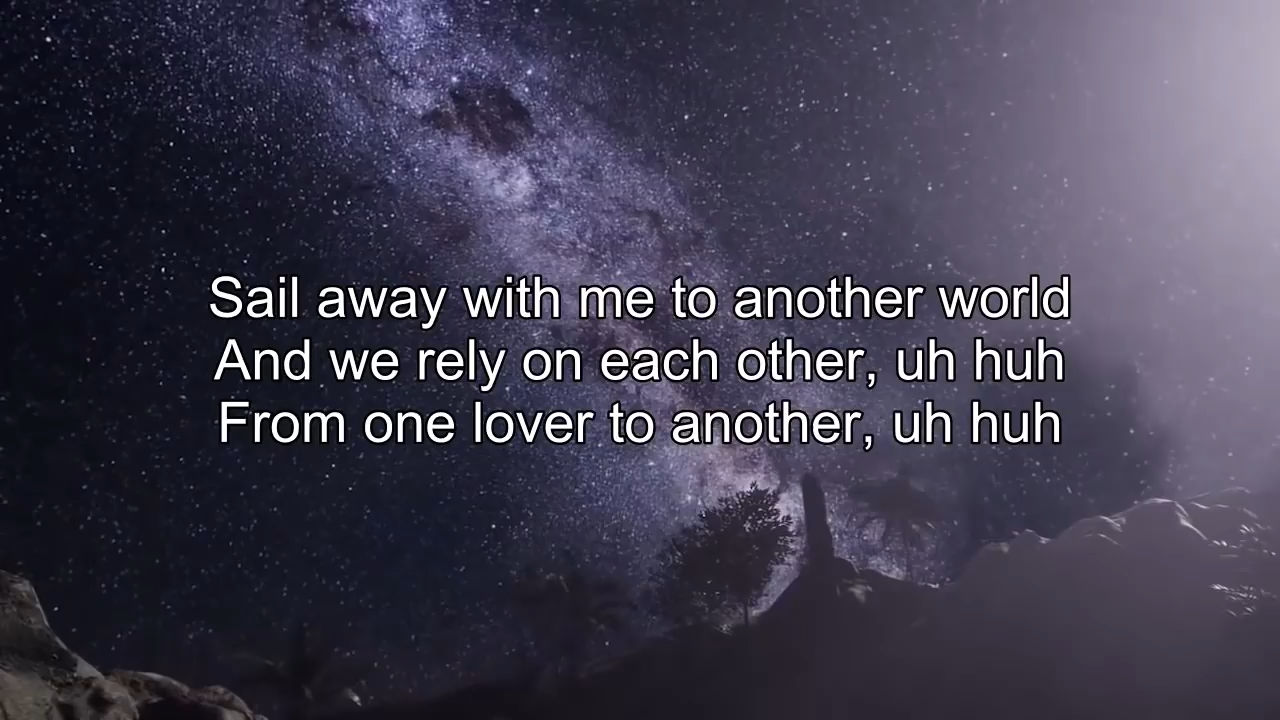 Sail away with me to another world
And we rely on each other, uh huh
From one lover to another, uh huh